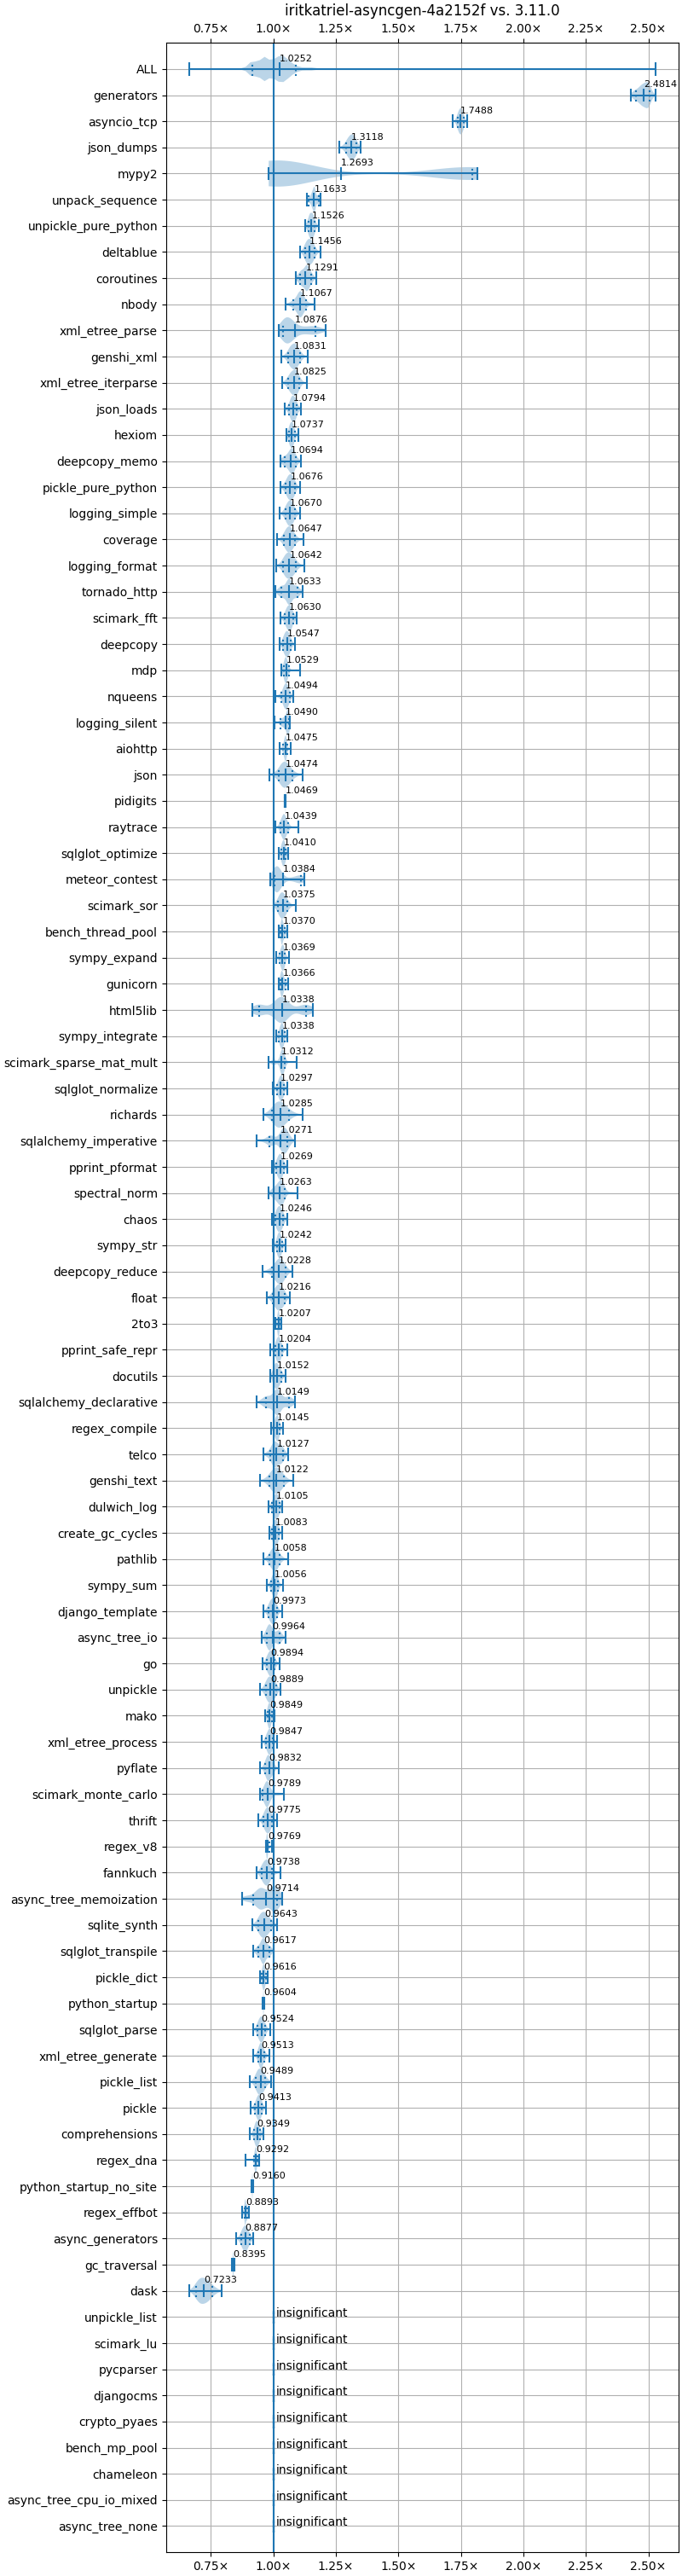 iritkatriel-asyncgen-4a2152f vs. 3.11.0
0.75× 1.00× 1.25× 1.50× 1.75× 2.00× 2.25× 2.50×
ALL 1.0252
generators 2.4814
asyncio_tcp 1.7488
json_dumps 1.3118
mypy2 1.2693
unpack_sequence 1.1633
unpickle_pure_python 1.1526
deltablue 1.1456
coroutines 1.1291
nbody 1.1067
xml_etree_parse 1.0876
genshi_xml 1.0831
xml_etree_iterparse 1.0825
json_loads 1.0794
hexiom 1.0737
deepcopy_memo 1.0694
pickle_pure_python 1.0676
logging_simple 1.0670
coverage 1.0647
logging_format 1.0642
tornado_http 1.0633
scimark_fft 1.0630
deepcopy 1.0547
mdp 1.0529
nqueens 1.0494
logging_silent 1.0490
aiohttp 1.0475
json 1.0474
pidigits 1.0469
raytrace 1.0439
sqlglot_optimize 1.0410
meteor_contest 1.0384
scimark_sor 1.0375
bench_thread_pool 1.0370
sympy_expand 1.0369
gunicorn 1.0366
html5lib 1.0338
sympy_integrate 1.0338
scimark_sparse_mat_mult 1.0312
sqlglot_normalize 1.0297
richards 1.0285
sqlalchemy_imperative 1.0271
pprint_pformat 1.0269
spectral_norm 1.0263
chaos 1.0246
sympy_str 1.0242
deepcopy_reduce 1.0228
float 1.0216
2to3 1.0207
pprint_safe_repr 1.0204
docutils 1.0152
sqlalchemy_declarative 1.0149
regex_compile 1.0145
telco 1.0127
genshi_text 1.0122
dulwich_log 1.0105
create_gc_cycles 1.0083
pathlib 1.0058
sympy_sum 1.0056
django_template 0.9973
async_tree_io 0.9964
go 0.9894
unpickle 0.9889
mako 0.9849
xml_etree_process 0.9847
pyflate 0.9832
scimark_monte_carlo 0.9789
thrift 0.9775
regex_v8 0.9769
fannkuch 0.9738
async_tree_memoization 0.9714
sqlite_synth 0.9643
sqlglot_transpile 0.9617
pickle_dict 0.9616
python_startup 0.9604
sqlglot_parse 0.9524
xml_etree_generate 0.9513
pickle_list 0.9489
pickle 0.9413
comprehensions 0.9349
regex_dna 0.9292
python_startup_no_site 0.9160
regex_effbot 0.8893
async_generators 0.8877
gc_traversal 0.8395
dask 0.7233
unpickle_list insignificant
scimark_lu insignificant
pycparser insignificant
djangocms insignificant
crypto_pyaes insignificant
bench_mp_pool insignificant
chameleon insignificant
async_tree_cpu_io_mixed insignificant
async_tree_none insignificant
0.75× 1.00× 1.25× 1.50× 1.75× 2.00× 2.25× 2.50×